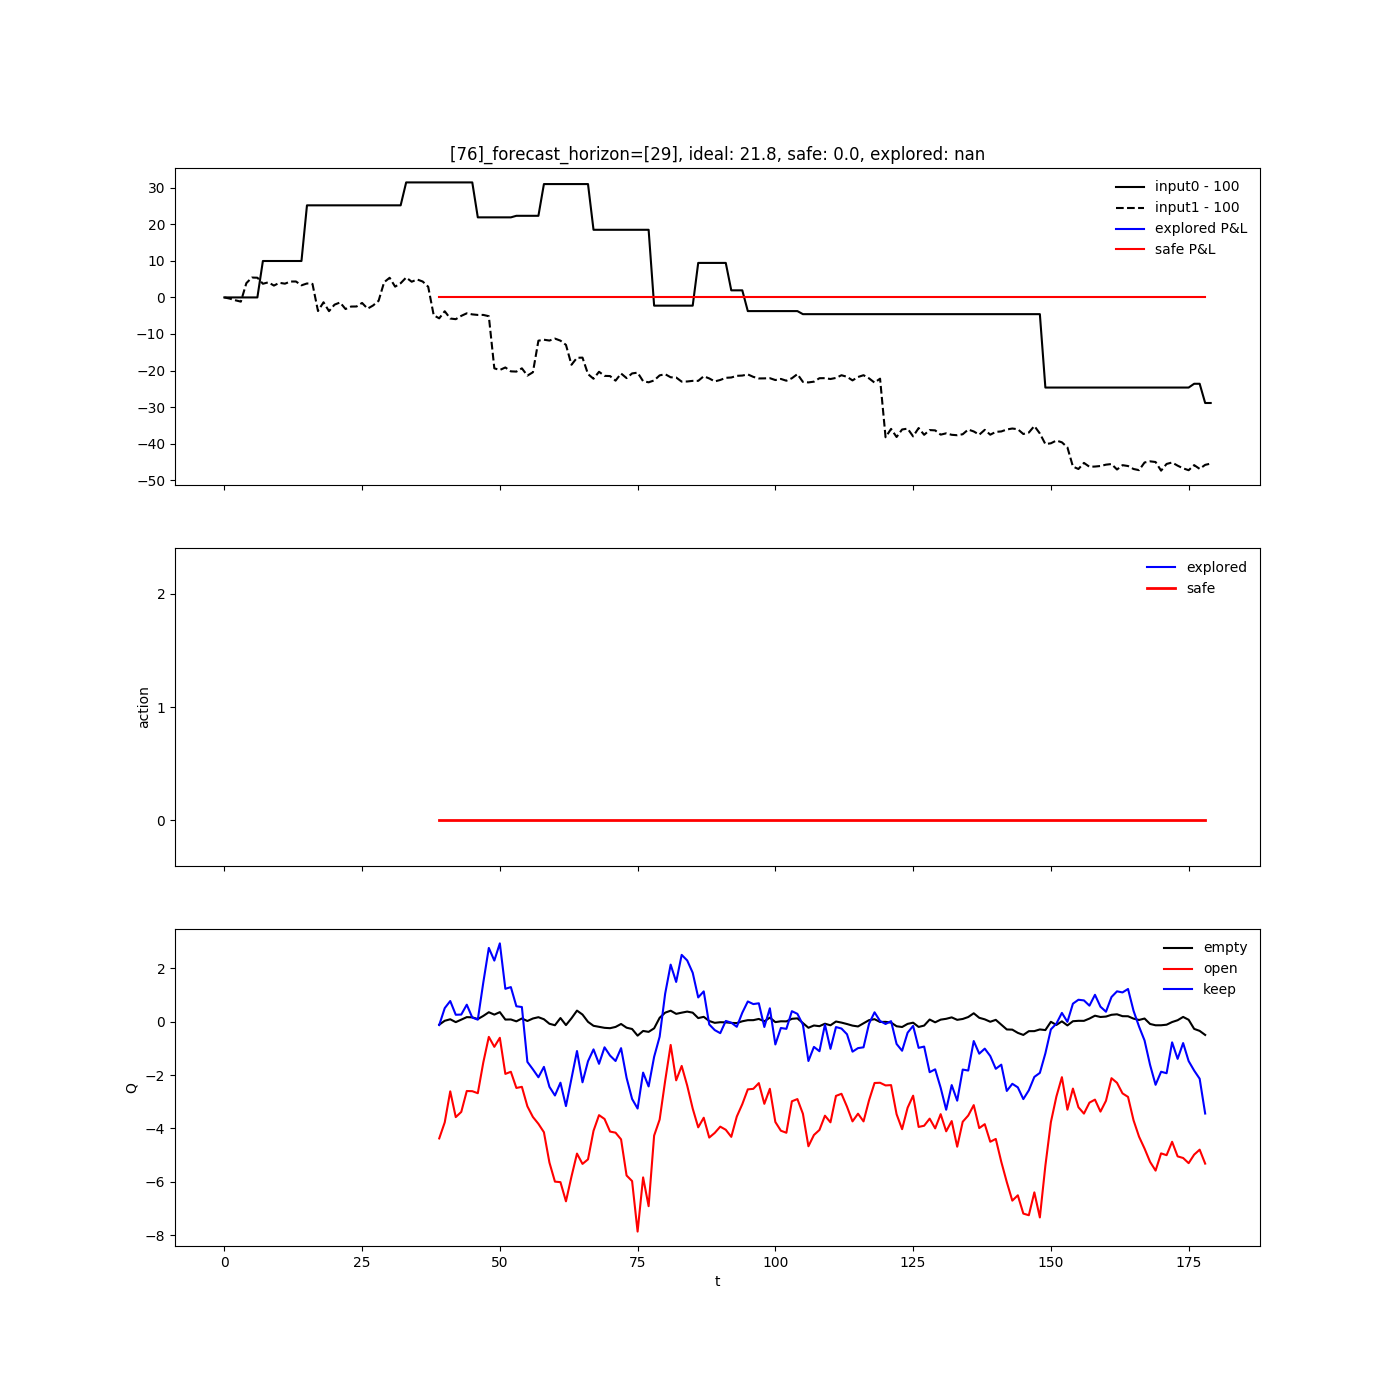 [76]_forecast_horizon=[29], ideal: 21.8, safe: 0.0, explored: nan
30
20
10
0
−10
−20
−30
−40
−50
input0 - 100
input1 - 100
explored P&L
safe P&L
action
2
1
0
explored
safe
Q
2
0
−2
−4
−6
−8
empty
open
keep
0 25 50 75 100 125 150 175
t